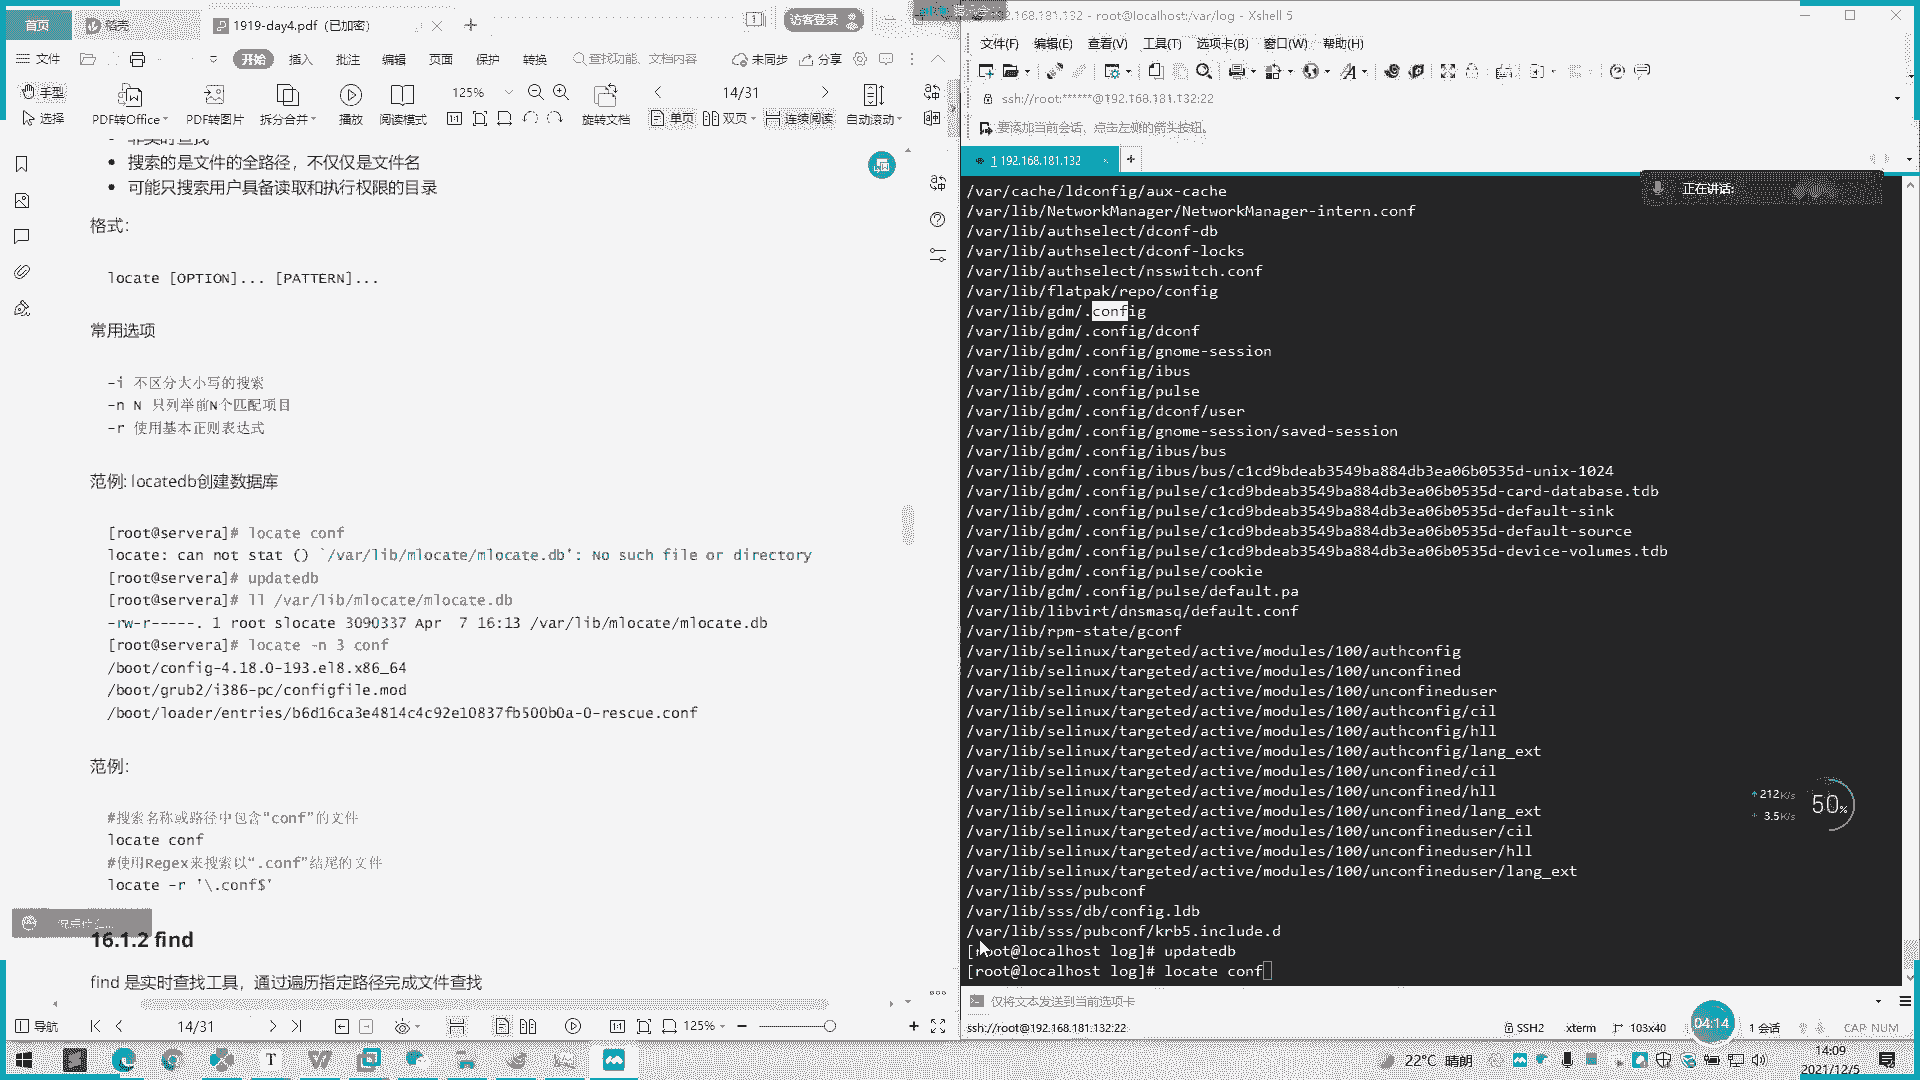 首页
稻壳
1919-day4.pdf（已加密）
访客登录
文件
开始
插入
批注
编辑
页面
保护
转换
查找功能、文档内容
未同步
分享
手型
选择
PDF转Office
PDF转图片
拆分合并
播放
阅读模式
125%
旋转文档
14/31
单页
双页
连续阅读
自动滚动
• 搜索的是文件的全路径，不仅仅是文件名
• 可能只搜索用户具备读取和执行权限的目录
格式：
locate [OPTION]... [PATTERN]...
常用选项
-i 不区分大小写的搜索
-n N 只列举前N个匹配项目
-r 使用基本正则表达式
范例: locatedb创建数据库
[root@servera]# locate conf
locate: can not stat () `/var/lib/mlocate/mlocate.db': No such file or directory
[root@servera]# updatedb
[root@servera]# ll /var/lib/mlocate/mlocate.db
-rw-r-----. 1 root slocate 3090337 Apr  7 16:13 /var/lib/mlocate/mlocate.db
[root@servera]# locate -n 3 conf
/boot/config-4.18.0-193.el8.x86_64
/boot/grub2/i386-pc/configfile.mod
/boot/loader/entries/b6d16ca3e4814c4c92e10837fb500b0a-0-rescue.conf
范例:
#搜索名称或路径中包含“conf”的文件
locate conf
#使用Regex来搜索以“.conf”结尾的文件
locate -r '\.conf$'
16.1.2 find
find 是实时查找工具，通过遍历指定路径完成文件查找
导航
14/31
125%
192.168.181.132 - root@localhost:/var/log - Xshell 5
文件(F)
编辑(E)
查看(V)
工具(T)
选项卡(B)
窗口(W)
帮助(H)
ssh://root:******@192.168.181.132:22
要添加当前会话，点击左侧的箭头按钮。
1 192.168.181.132
正在讲话:
/var/cache/ldconfig/aux-cache
/var/lib/NetworkManager/NetworkManager-intern.conf
/var/lib/authselect/dconf-db
/var/lib/authselect/dconf-locks
/var/lib/authselect/nsswitch.conf
/var/lib/flatpak/repo/config
/var/lib/gdm/.config
/var/lib/gdm/.config/dconf
/var/lib/gdm/.config/gnome-session
/var/lib/gdm/.config/ibus
/var/lib/gdm/.config/pulse
/var/lib/gdm/.config/dconf/user
/var/lib/gdm/.config/gnome-session/saved-session
/var/lib/gdm/.config/ibus/bus
/var/lib/gdm/.config/ibus/bus/c1cd9bdeab3549ba884db3ea06b0535d-unix-1024
/var/lib/gdm/.config/pulse/c1cd9bdeab3549ba884db3ea06b0535d-card-database.tdb
/var/lib/gdm/.config/pulse/c1cd9bdeab3549ba884db3ea06b0535d-default-sink
/var/lib/gdm/.config/pulse/c1cd9bdeab3549ba884db3ea06b0535d-default-source
/var/lib/gdm/.config/pulse/c1cd9bdeab3549ba884db3ea06b0535d-device-volumes.tdb
/var/lib/gdm/.config/pulse/cookie
/var/lib/gdm/.config/pulse/default.pa
/var/lib/libvirt/dnsmasq/default.conf
/var/lib/rpm-state/gconf
/var/lib/selinux/targeted/active/modules/100/authconfig
/var/lib/selinux/targeted/active/modules/100/unconfined
/var/lib/selinux/targeted/active/modules/100/unconfineduser
/var/lib/selinux/targeted/active/modules/100/authconfig/cil
/var/lib/selinux/targeted/active/modules/100/authconfig/hll
/var/lib/selinux/targeted/active/modules/100/authconfig/lang_ext
/var/lib/selinux/targeted/active/modules/100/unconfined/cil
/var/lib/selinux/targeted/active/modules/100/unconfined/hll
/var/lib/selinux/targeted/active/modules/100/unconfined/lang_ext
/var/lib/selinux/targeted/active/modules/100/unconfineduser/cil
/var/lib/selinux/targeted/active/modules/100/unconfineduser/hll
/var/lib/selinux/targeted/active/modules/100/unconfineduser/lang_ext
/var/lib/sss/pubconf
/var/lib/sss/db/config.ldb
/var/lib/sss/pubconf/krb5.include.d
[root@localhost log]# updatedb
[root@localhost log]# locate conf
212K/s
3.5K/s
50%
仅将文本发送到当前选项卡
ssh://root@192.168.181.132:22
SSH2
xterm
103x40
04:14
1 会话
CAP NUM
22°C 晴朗
14:09
2021/12/5